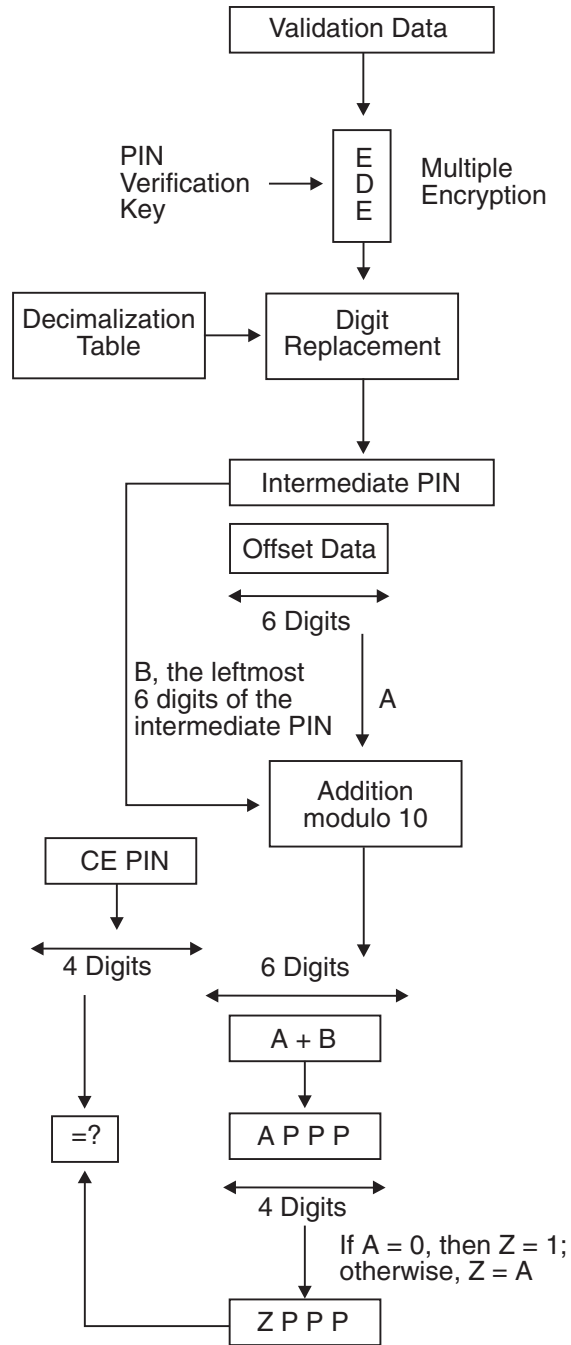 Validation Data
PIN
Verification
Key
E
D
E
Multiple
Encryption
Decimalization
Table
Digit
Replacement
Intermediate PIN
Offset Data
6 Digits
B, the leftmost
6 digits of the
intermediate PIN
A
Addition
modulo 10
CE PIN
4 Digits
6 Digits
A + B
=?
A P P P
4 Digits
If A = 0, then Z = 1;
otherwise, Z = A
Z P P P